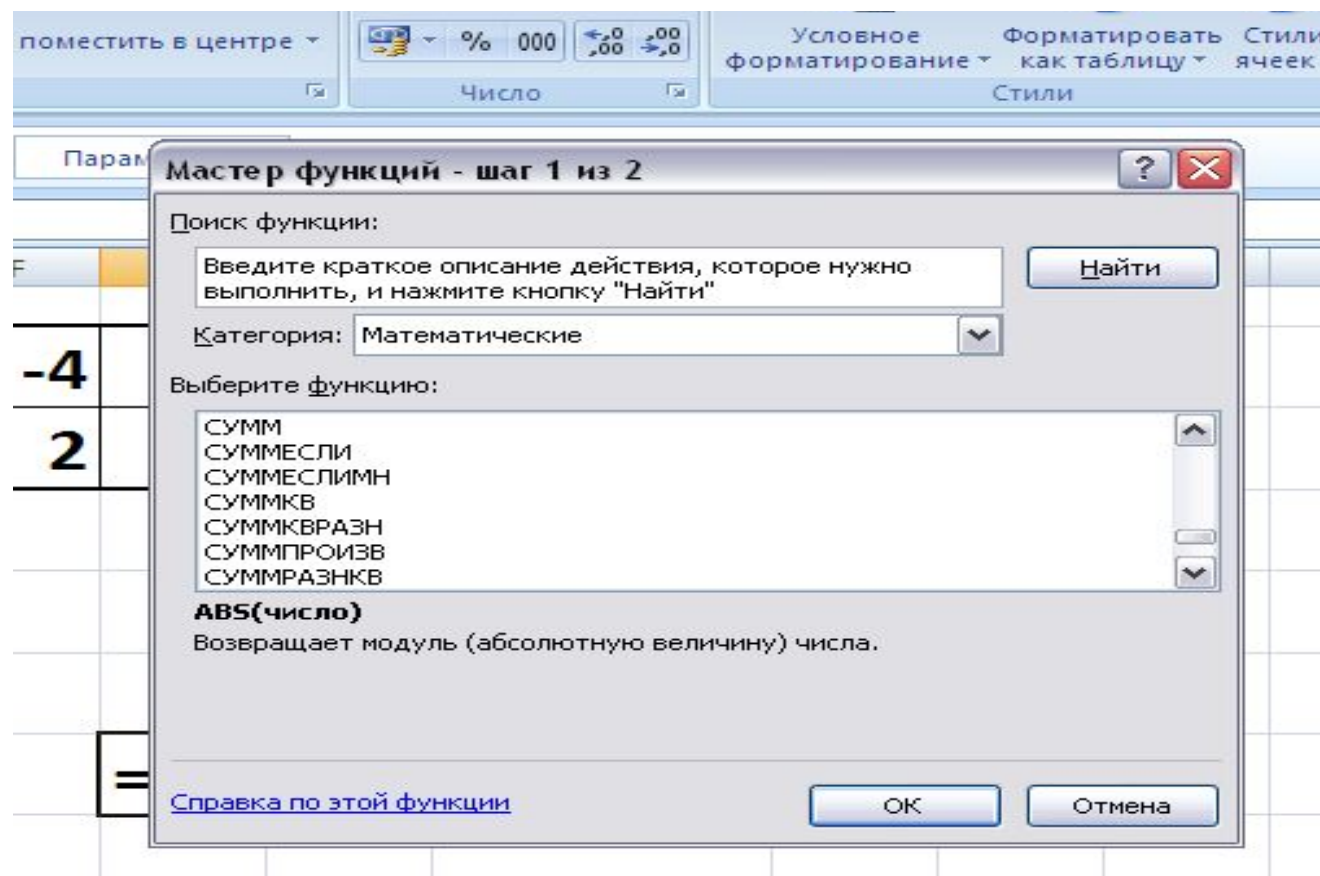 поместить в центре
% 000 ,00 ,00 ,0
Условное Форматировать Стили
форматирование как таблицу ячеек
Число
Стили
Парам
Мастер функций - шаг 1 из 2
?
Поиск функции:
F
Введите краткое описание действия, которое нужно
выполнить, и нажмите кнопку "Найти"
Найти
Категория: Математические
-4
Выберите функцию:
СУММ
СУММЕСЛИ
2
СУММЕСЛИМН
СУММКВ
СУММКВРАЗН
СУММПРОИЗВ
СУММРАЗНКВ
ABS(число)
Возвращает модуль (абсолютную величину) числа.
=
Справка по этой функции
ОК
Отмена